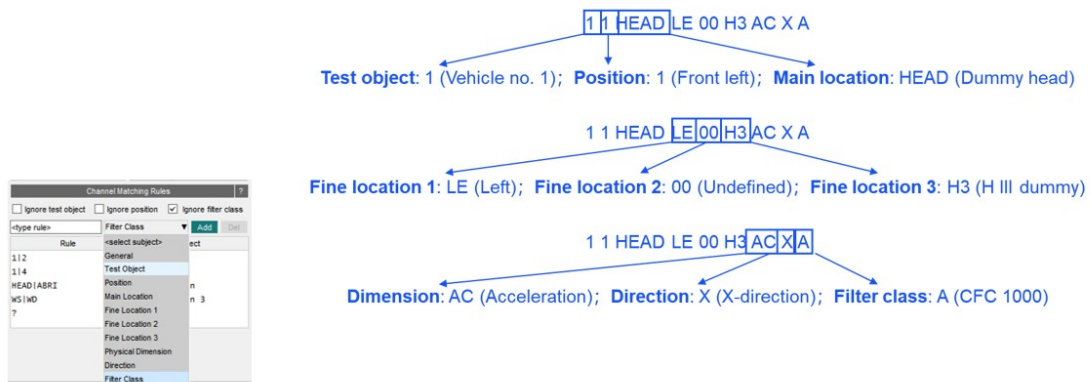 1 1 HEAD LE 00 H3 AC X A
Test object: 1 (Vehicle no. 1); Position: 1 (Front left); Main location: HEAD (Dummy head)
1 1 HEAD LE 00 H3 AC X A
Fine location 1: LE (Left); Fine location 2: 00 (Undefined); Fine location 3: H3 (H III dummy)
1 1 HEAD LE 00 H3 AC X A
Dimension: AC (Acceleration); Direction: X (X-direction); Filter class: A (CFC 1000)
Channel Matching Rules ?
Ignore test object Ignore position Ignore filter class
<type rule> Filter Class Add Del
Rule <select subject> ect
General
1|2
Test Object
1|4
Position
HEAD|ABRI Main Location n
WS|WD Fine Location 1 n 3
? Fine Location 2
Fine Location 3
Physical Dimension
Direction
Filter Class